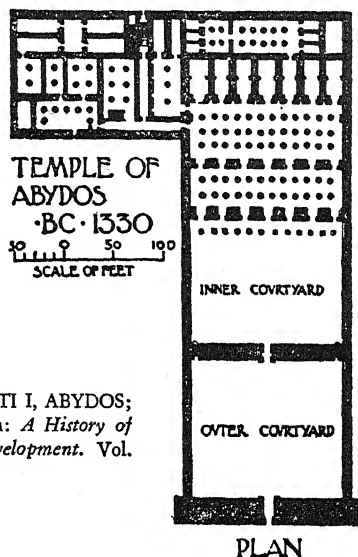 TEMPLE OF
ABYDOS
·BC·1330
50 0 50 100
SCALE OF FEET
INNER COVRTYARD
TI I, ABYDOS;
A History of
velopment. Vol.
OVTER COVRTYARD
PLAN